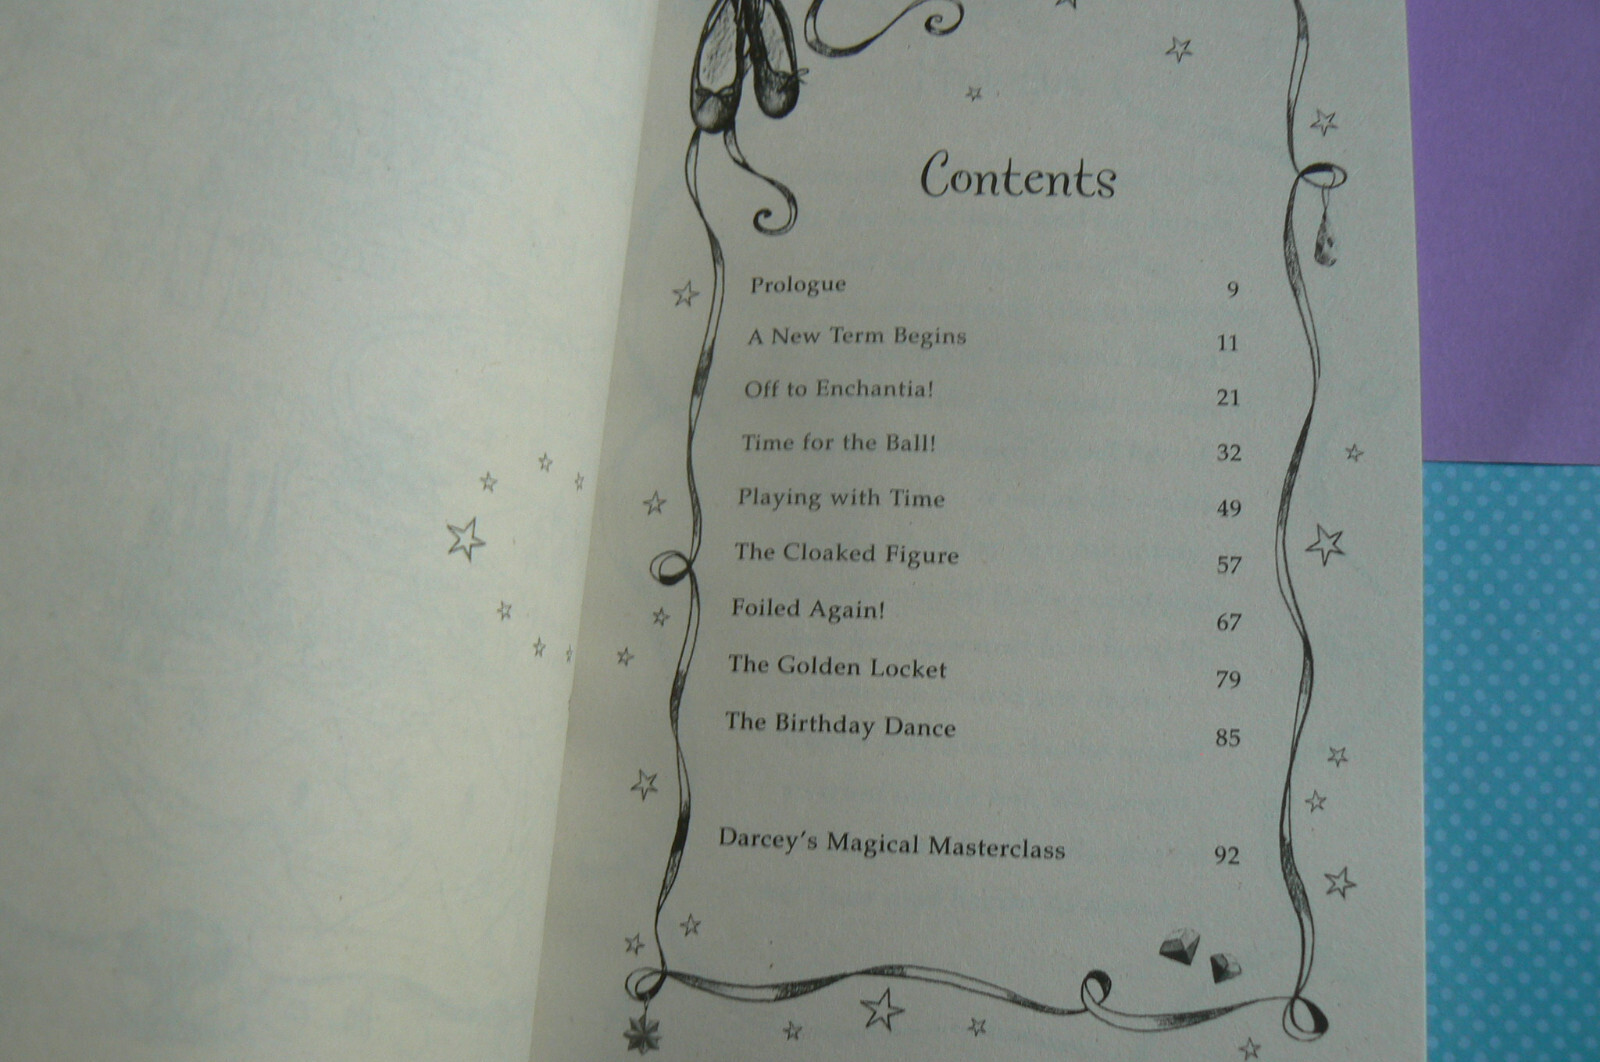 Contents
Prologue 9
A New Term Begins 11
Off to Enchantia! 21
Time for the Ball! 32
Playing with Time 49
The Cloaked Figure 57
Foiled Again! 67
The Golden Locket 79
The Birthday Dance 85
Darcey's Magical Masterclass 92